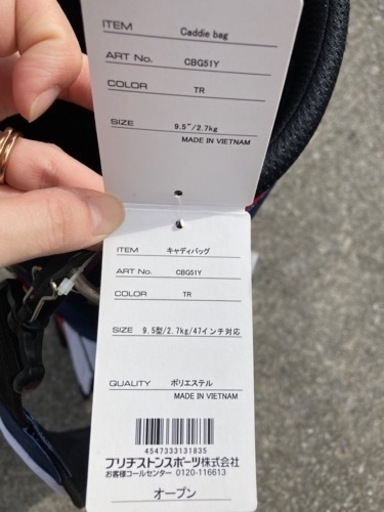 ITEM Caddie bag
ART No. CBG51Y
COLOR TR
SIZE 9.5"/2.7kg
MADE IN VIETNAM
ITEM キャディバッグ
ART No. CBG51Y
COLOR TR
SIZE 9.5型/2.7kg/47インチ対応
QUALITY ポリエステル
MADE IN VIETNAM
4547333131835
ブリヂストンスポーツ株式会社
お客様コールセンター 0120-116613
オープン